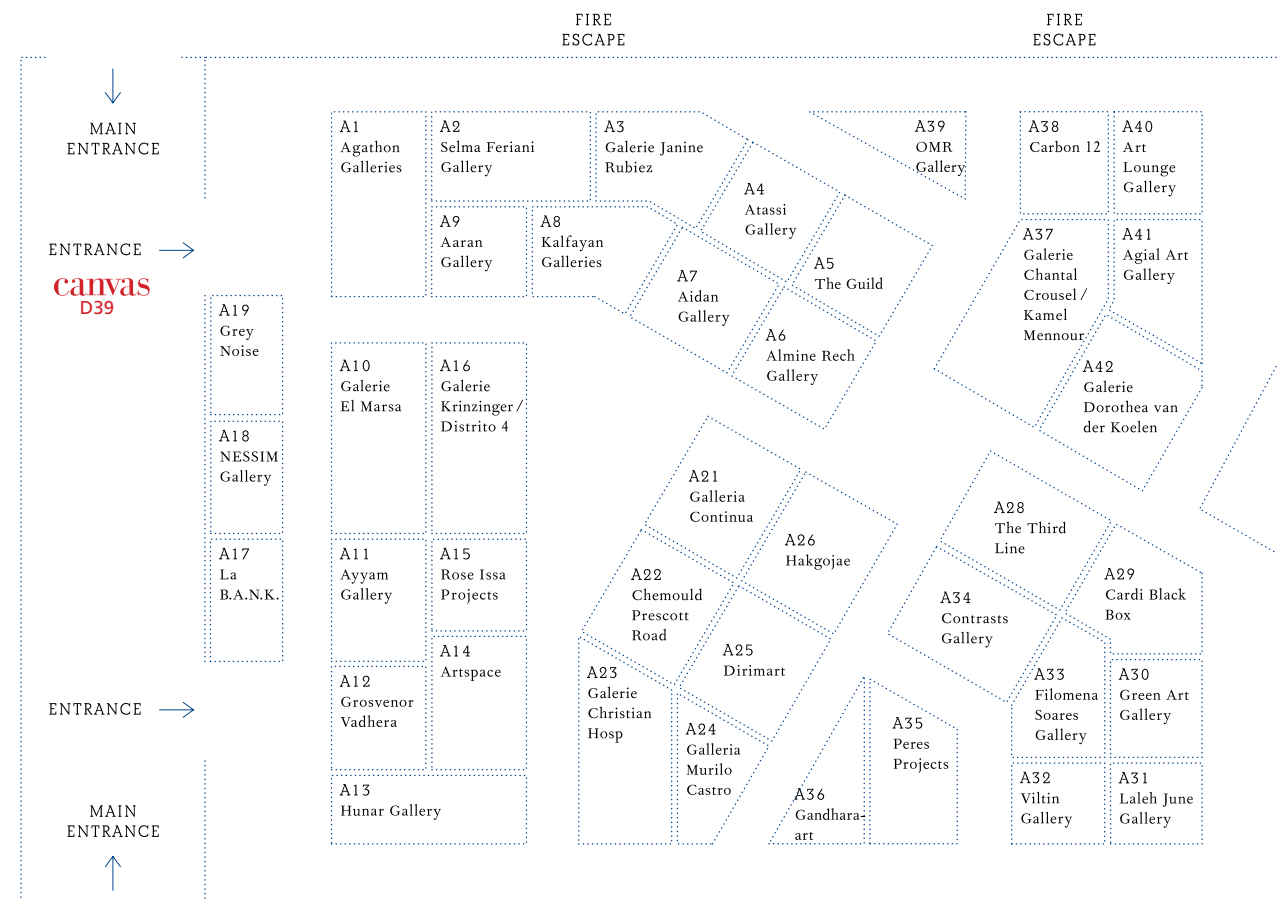 FIRE
ESCAPE
FIRE
ESCAPE
MAIN
ENTRANCE
ENTRANCE
canvas
D39
A1
Agathon
Galleries
A2
Selma Feriani
Gallery
A3
Galerie Janine
Rubiez
A4
Atassi
Gallery
A5
The Guild
A6
Almine Rech
Gallery
A7
Aidan
Gallery
A8
Kalfayan
Galleries
A9
Aaran
Gallery
A39
OMR
Gallery
A38
Carbon 12
A40
Art
Lounge
Gallery
A37
Galerie
Chantal
Crousel /
Kamel
Mennour
A41
Agial Art
Gallery
A42
Galerie
Dorothea van
der Koelen
A19
Grey
Noise
A18
NESSIM
Gallery
A17
La
B.A.N.K.
A10
Galerie
El Marsa
A16
Galerie
Krinzinger /
Distrito 4
A11
Ayyam
Gallery
A15
Rose Issa
Projects
A14
Artspace
A12
Grosvenor
Vadhera
A13
Hunar Gallery
A21
Galleria
Continua
A26
Hakgojae
A22
Chemould
Prescott
Road
A25
Dirimart
A23
Galerie
Christian
Hosp
A24
Galleria
Murilo
Castro
A28
The Third
Line
A29
Cardi Black
Box
A34
Contrasts
Gallery
A33
Filomena
Soares
Gallery
A30
Green Art
Gallery
A35
Peres
Projects
A36
Gandhara-
art
A32
Viltin
Gallery
A31
Laleh June
Gallery
ENTRANCE
MAIN
ENTRANCE